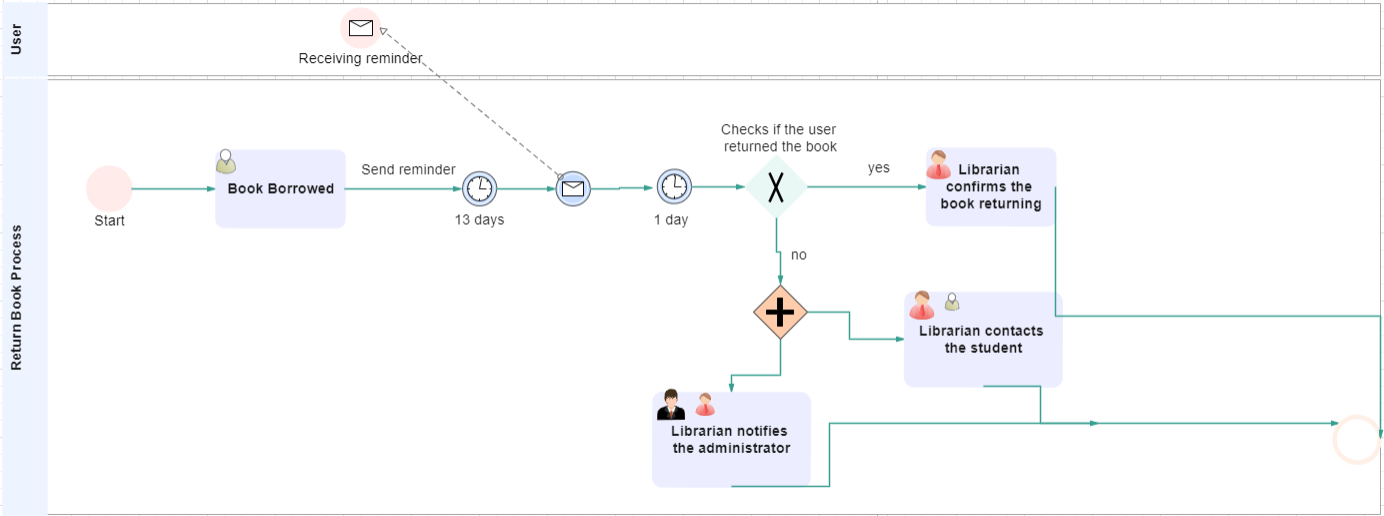 User
Receiving reminder
Return Book Process
Start
Book Borrowed
Send reminder
13 days
1 day
Checks if the user
returned the book
yes
no
Librarian
confirms the
book returning
Librarian contacts
the student
Librarian notifies
the administrator